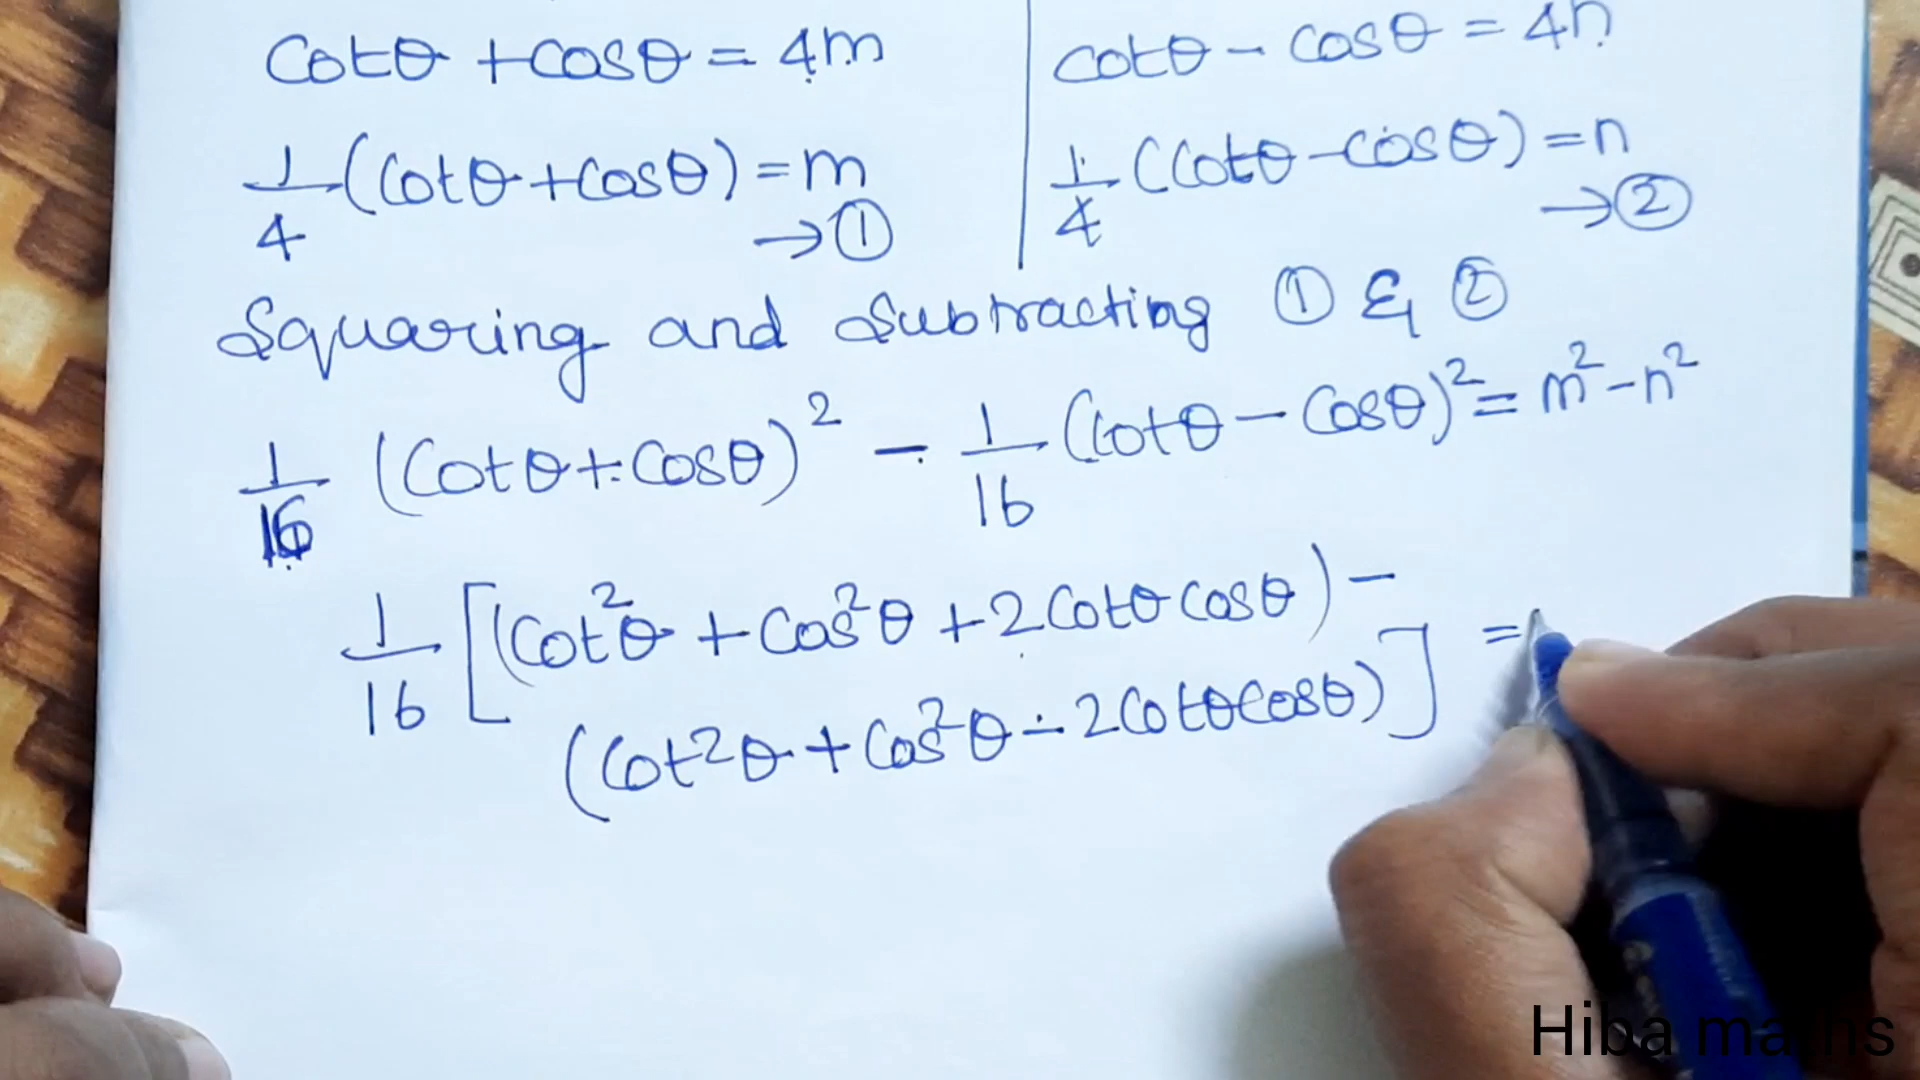 Cotθ + cosθ = 4m
1/4 (Cotθ + cosθ) = m
→ ①
cotθ - cosθ = 4n
1/4 (Cotθ - cosθ) = n
→ ②
Squaring and Subtracting ① & ②
1/16 (Cotθ + Cosθ)² - 1/16 (Cotθ - Cosθ)² = m² - n²
1/16 [(Cot²θ + Cos²θ + 2Cotθ cosθ) -
(Cot²θ + Cos²θ - 2Cotθ cosθ)] =
Hiba maths